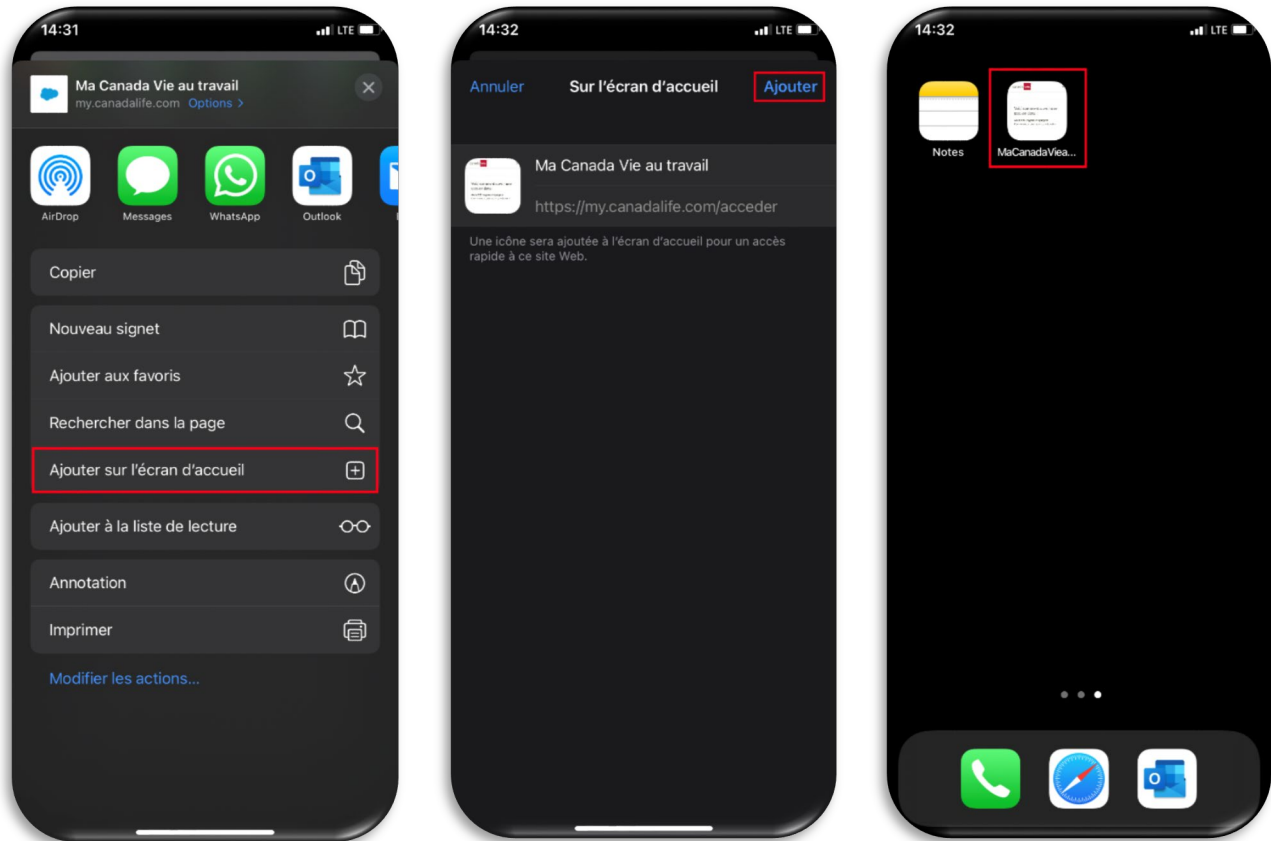 14:31
LTE
Ma Canada Vie au travail
my.canadalife.com Options >
AirDrop
Messages
WhatsApp
Outlook
Copier
Nouveau signet
Ajouter aux favoris
Rechercher dans la page
Ajouter sur l'écran d'accueil
Ajouter à la liste de lecture
Annotation
Imprimer
Modifier les actions...
14:32
LTE
Annuler
Sur l'écran d'accueil
Ajouter
Ma Canada Vie au travail
https://my.canadalife.com/acceder
Une icône sera ajoutée à l'écran d'accueil pour un accès
rapide à ce site Web.
14:32
LTE
Notes
MaCanadaViea...